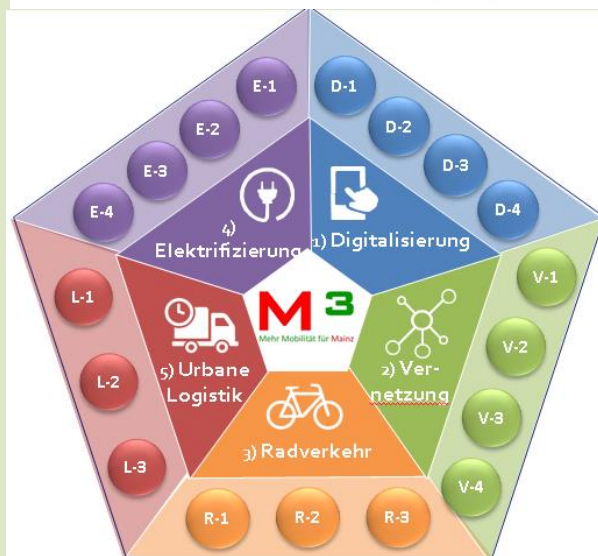 E-1
D-1
E-2
D-2
E-3
D-3
E-4
D-4
4)
Elektrifizierung
1) Digitalisierung
V-1
L-1
M³
Mehr Mobilität für Mainz
V-2
5) Urbane
Logistik
2) Ver-
netzung
L-2
V-3
3) Radverkehr
L-3
V-4
R-1
R-2
R-3